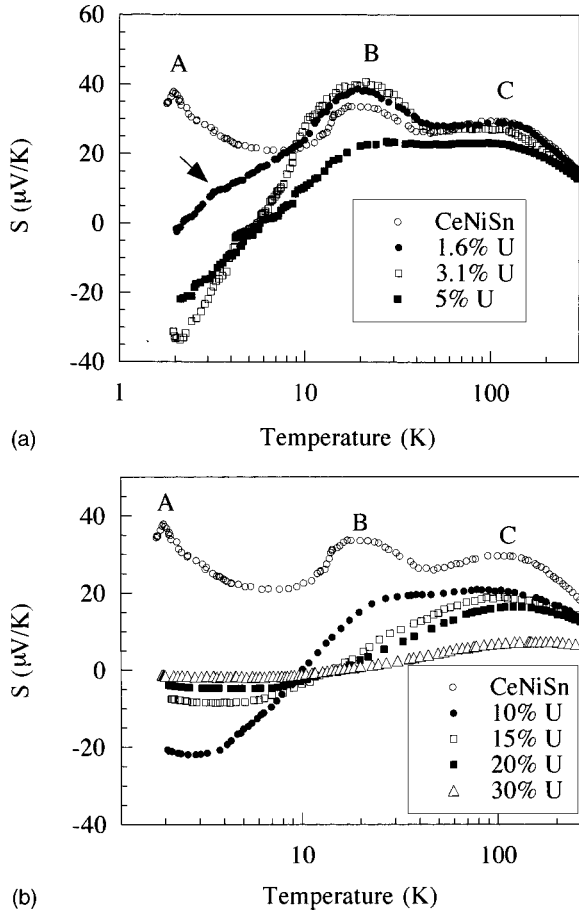 A
B
C
60
40
20
0
-20
-40
S (μV/K)
CeNiSn
1.6% U
3.1% U
5% U
1
10
100
(a)
Temperature (K)
A
B
C
40
20
0
-20
-40
S (μV/K)
CeNiSn
10% U
15% U
20% U
30% U
10
100
(b)
Temperature (K)